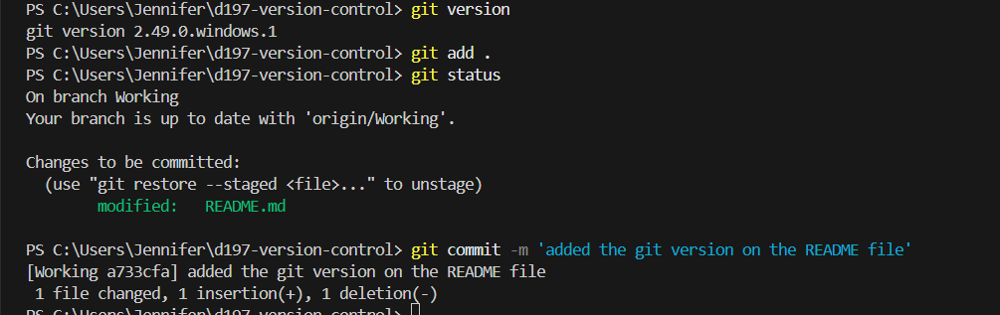 PS C:\Users\Jennifer\d197-version-control> git version
git version 2.49.0.windows.1
PS C:\Users\Jennifer\d197-version-control> git add .
PS C:\Users\Jennifer\d197-version-control> git status
On branch Working
Your branch is up to date with 'origin/Working'.

Changes to be committed:
  (use "git restore --staged <file>..." to unstage)
        modified:   README.md

PS C:\Users\Jennifer\d197-version-control> git commit -m 'added the git version on the README file'
[Working a733cfa] added the git version on the README file
 1 file changed, 1 insertion(+), 1 deletion(-)
PS C:\Users\Jennifer\d197-version-control>